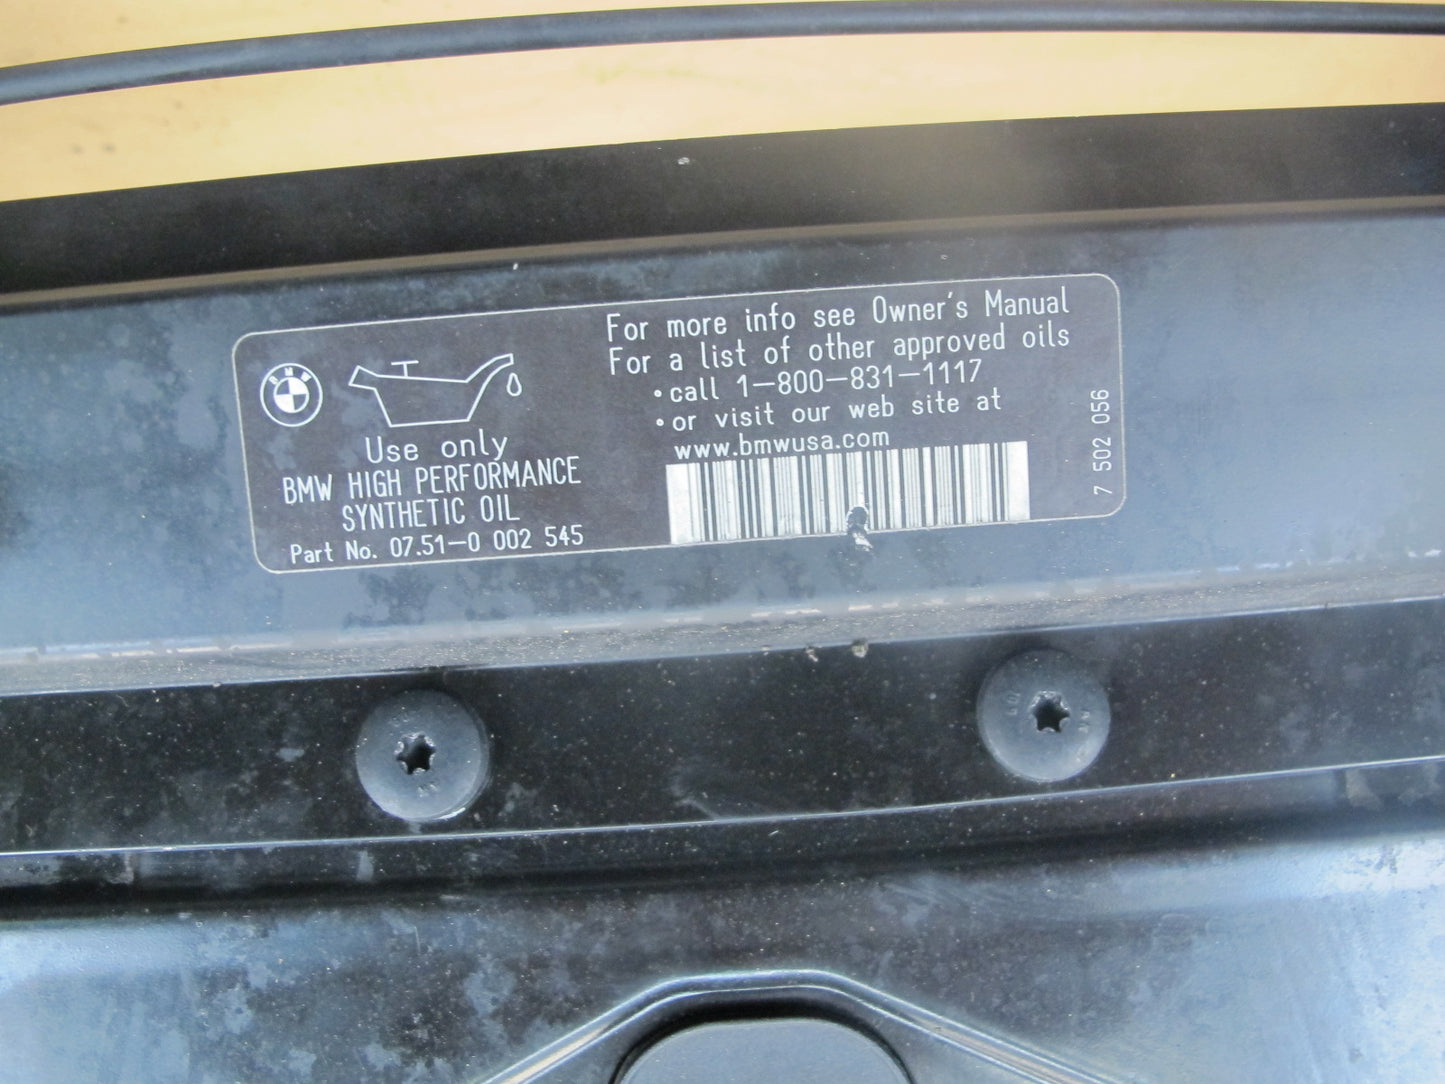 BMW
Use only
BMW HIGH PERFORMANCE
SYNTHETIC OIL
Part No. 07.51-0 002 545
For more info see Owner's Manual
For a list of other approved oils
• call 1-800-831-1117
• or visit our web site at
www.bmwusa.com
7 502 056